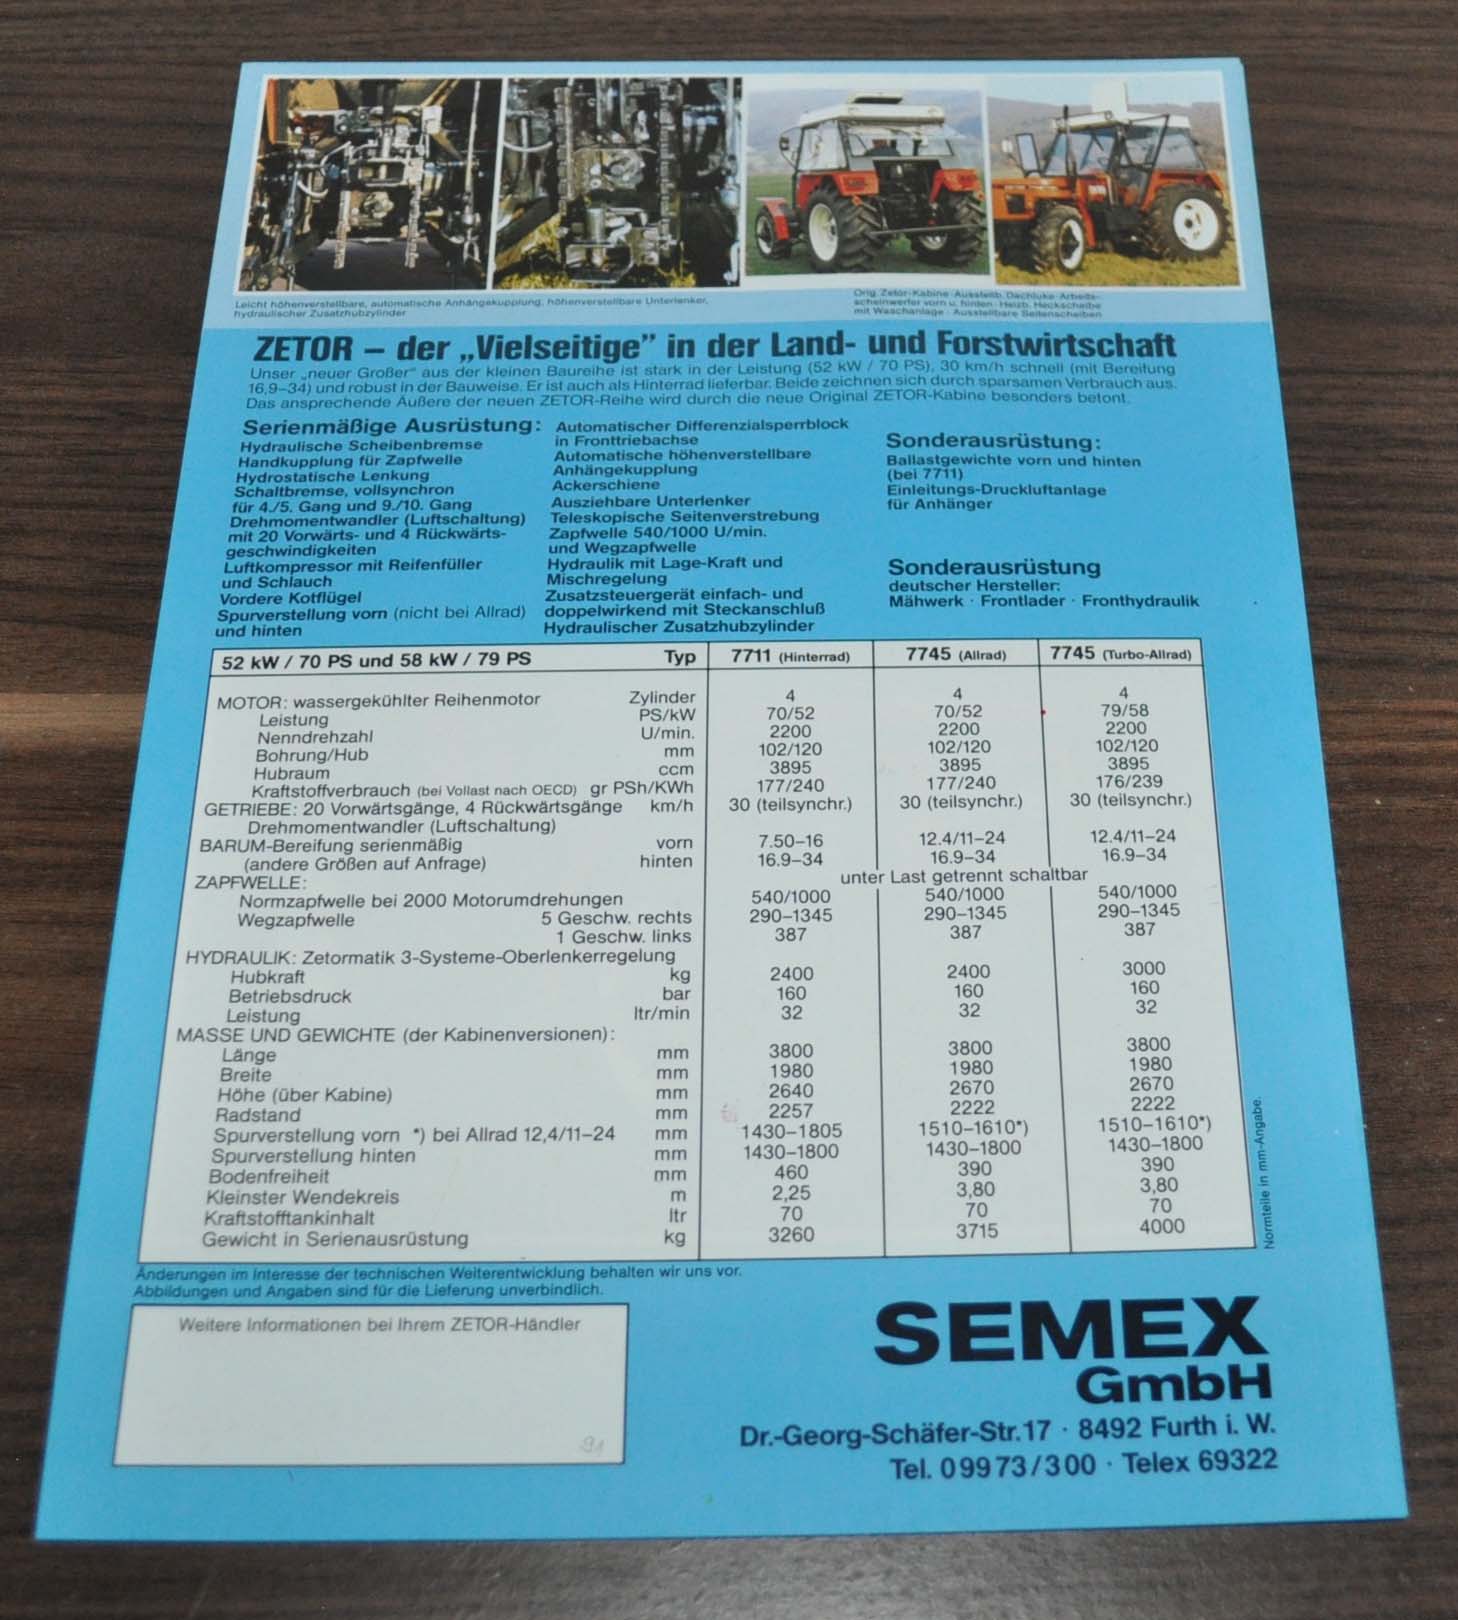 Leicht höhenverstellbare, automatische Anhängekupplung, höhenverstellbare Unterlenker,
hydraulischer Zusatzhubzylinder
Orig. Zetor-Kabine · Ausstellb. Dachluke · Arbeits-
scheinwerfer vorn u. hinten · Heizb. Heckscheibe
mit Waschanlage · Ausstellbare Seitenscheiben
ZETOR – der „Vielseitige" in der Land- und Forstwirtschaft
Unser „neuer Großer" aus der kleinen Baureihe ist stark in der Leistung (52 kW / 70 PS), 30 km/h schnell (mit Bereifung
16,9–34) und robust in der Bauweise. Er ist auch als Hinterrad lieferbar. Beide zeichnen sich durch sparsamen Verbrauch aus.
Das ansprechende Äußere der neuen ZETOR-Reihe wird durch die neue Original ZETOR-Kabine besonders betont.
Serienmäßige Ausrüstung:
Hydraulische Scheibenbremse
Handkupplung für Zapfwelle
Hydrostatische Lenkung
Schaltbremse, vollsynchron
für 4./5. Gang und 9./10. Gang
Drehmomentwandler (Luftschaltung)
mit 20 Vorwärts- und 4 Rückwärts-
geschwindigkeiten
Luftkompressor mit Reifenfüller
und Schlauch
Vordere Kotflügel
Spurverstellung vorn (nicht bei Allrad)
und hinten
Automatischer Differenzialsperrblock
in Fronttriebachse
Automatische höhenverstellbare
Anhängekupplung
Ackerschiene
Ausziehbare Unterlenker
Teleskopische Seitenverstrebung
Zapfwelle 540/1000 U/min.
und Wegzapfwelle
Hydraulik mit Lage-Kraft und
Mischregelung
Zusatzsteuergerät einfach- und
doppelwirkend mit Steckanschluß
Hydraulischer Zusatzhubzylinder
Sonderausrüstung:
Ballastgewichte vorn und hinten
(bei 7711)
Einleitungs-Druckluftanlage
für Anhänger
Sonderausrüstung
deutscher Hersteller:
Mähwerk · Frontlader · Fronthydraulik
52 kW / 70 PS und 58 kW / 79 PS Typ 7711 (Hinterrad) 7745 (Allrad) 7745 (Turbo-Allrad)
MOTOR: wassergekühlter Reihenmotor Zylinder 4 4 4
Leistung PS/kW 70/52 70/52 79/58
Nenndrehzahl U/min. 2200 2200 2200
Bohrung/Hub mm 102/120 102/120 102/120
Hubraum ccm 3895 3895 3895
Kraftstoffverbrauch (bei Vollast nach OECD) gr PSh/KWh 177/240 177/240 176/239
GETRIEBE: 20 Vorwärtsgänge, 4 Rückwärtsgänge km/h 30 (teilsynchr.) 30 (teilsynchr.) 30 (teilsynchr.)
Drehmomentwandler (Luftschaltung)
BARUM-Bereifung serienmäßig vorn 7.50–16 12.4/11–24 12.4/11–24
(andere Größen auf Anfrage) hinten 16.9–34 16.9–34 16.9–34
ZAPFWELLE: unter Last getrennt schaltbar
Normzapfwelle bei 2000 Motorumdrehungen 540/1000 540/1000 540/1000
Wegzapfwelle 5 Geschw. rechts 290–1345 290–1345 290–1345
1 Geschw. links 387 387 387
HYDRAULIK: Zetormatik 3-Systeme-Oberlenkerregelung
Hubkraft kg 2400 2400 3000
Betriebsdruck bar 160 160 160
Leistung ltr/min 32 32 32
MASSE UND GEWICHTE (der Kabinenversionen):
Länge mm 3800 3800 3800
Breite mm 1980 1980 1980
Höhe (über Kabine) mm 2640 2670 2670
Radstand mm 2257 2222 2222
Spurverstellung vorn *) bei Allrad 12,4/11–24 mm 1430–1805 1510–1610*) 1510–1610*)
Spurverstellung hinten mm 1430–1800 1430–1800 1430–1800
Bodenfreiheit mm 460 390 390
Kleinster Wendekreis m 2,25 3,80 3,80
Kraftstofftankinhalt ltr 70 70 70
Gewicht in Serienausrüstung kg 3260 3715 4000
Normteile in mm-Angabe.
Änderungen im Interesse der technischen Weiterentwicklung behalten wir uns vor.
Abbildungen und Angaben sind für die Lieferung unverbindlich.
Weitere Informationen bei Ihrem ZETOR-Händler
91
SEMEX
GmbH
Dr.-Georg-Schäfer-Str. 17 · 8492 Furth i. W.
Tel. 09973/300 · Telex 69322